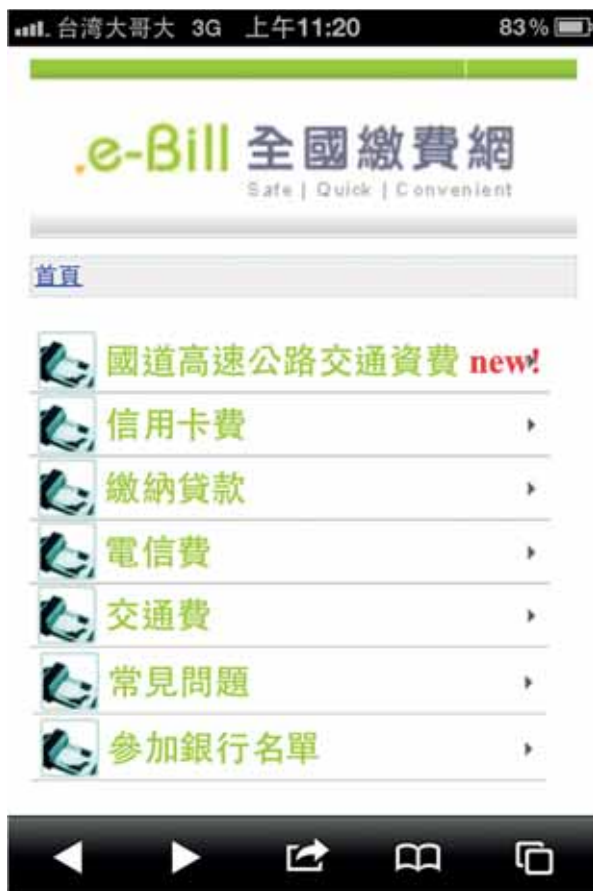 台湾大哥大 3G 上午11:20 83%
e-Bill 全國繳費網
Safe | Quick | Convenient
首頁
國道高速公路交通資費 new!
信用卡費
繳納貸款
電信費
交通費
常見問題
參加銀行名單